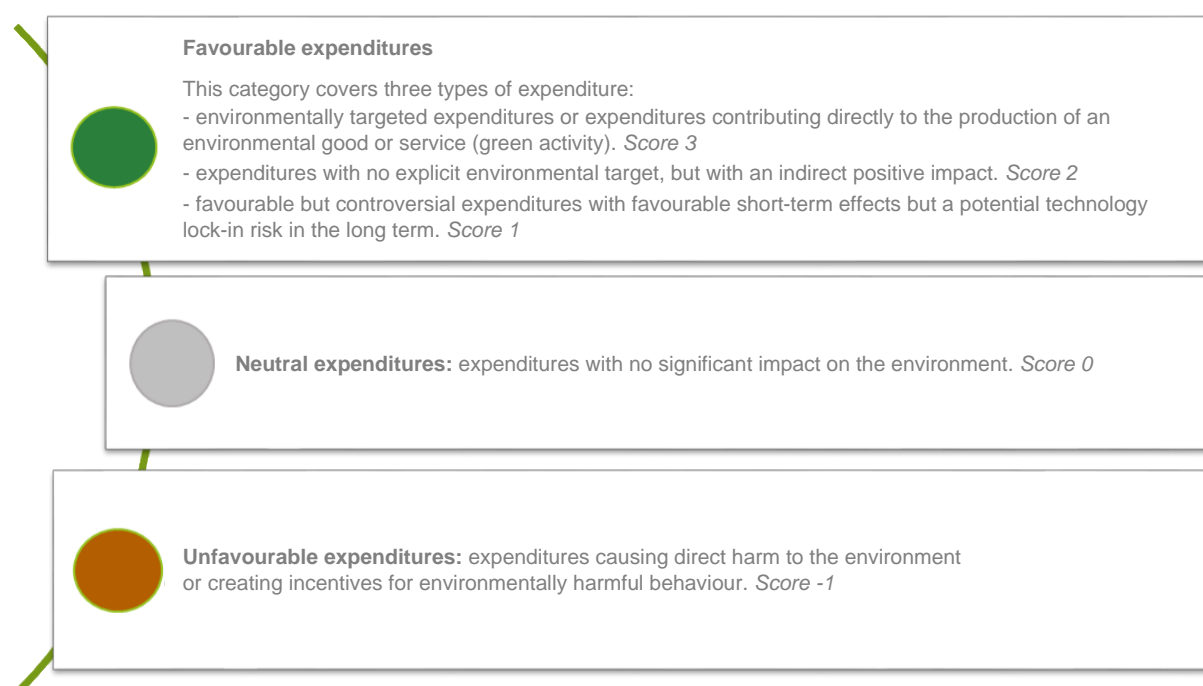 Favourable expenditures
This category covers three types of expenditure:
- environmentally targeted expenditures or expenditures contributing directly to the production of an
environmental good or service (green activity). Score 3
- expenditures with no explicit environmental target, but with an indirect positive impact. Score 2
- favourable but controversial expenditures with favourable short-term effects but a potential technology
lock-in risk in the long term. Score 1
Neutral expenditures: expenditures with no significant impact on the environment. Score 0
Unfavourable expenditures: expenditures causing direct harm to the environment
or creating incentives for environmentally harmful behaviour. Score -1